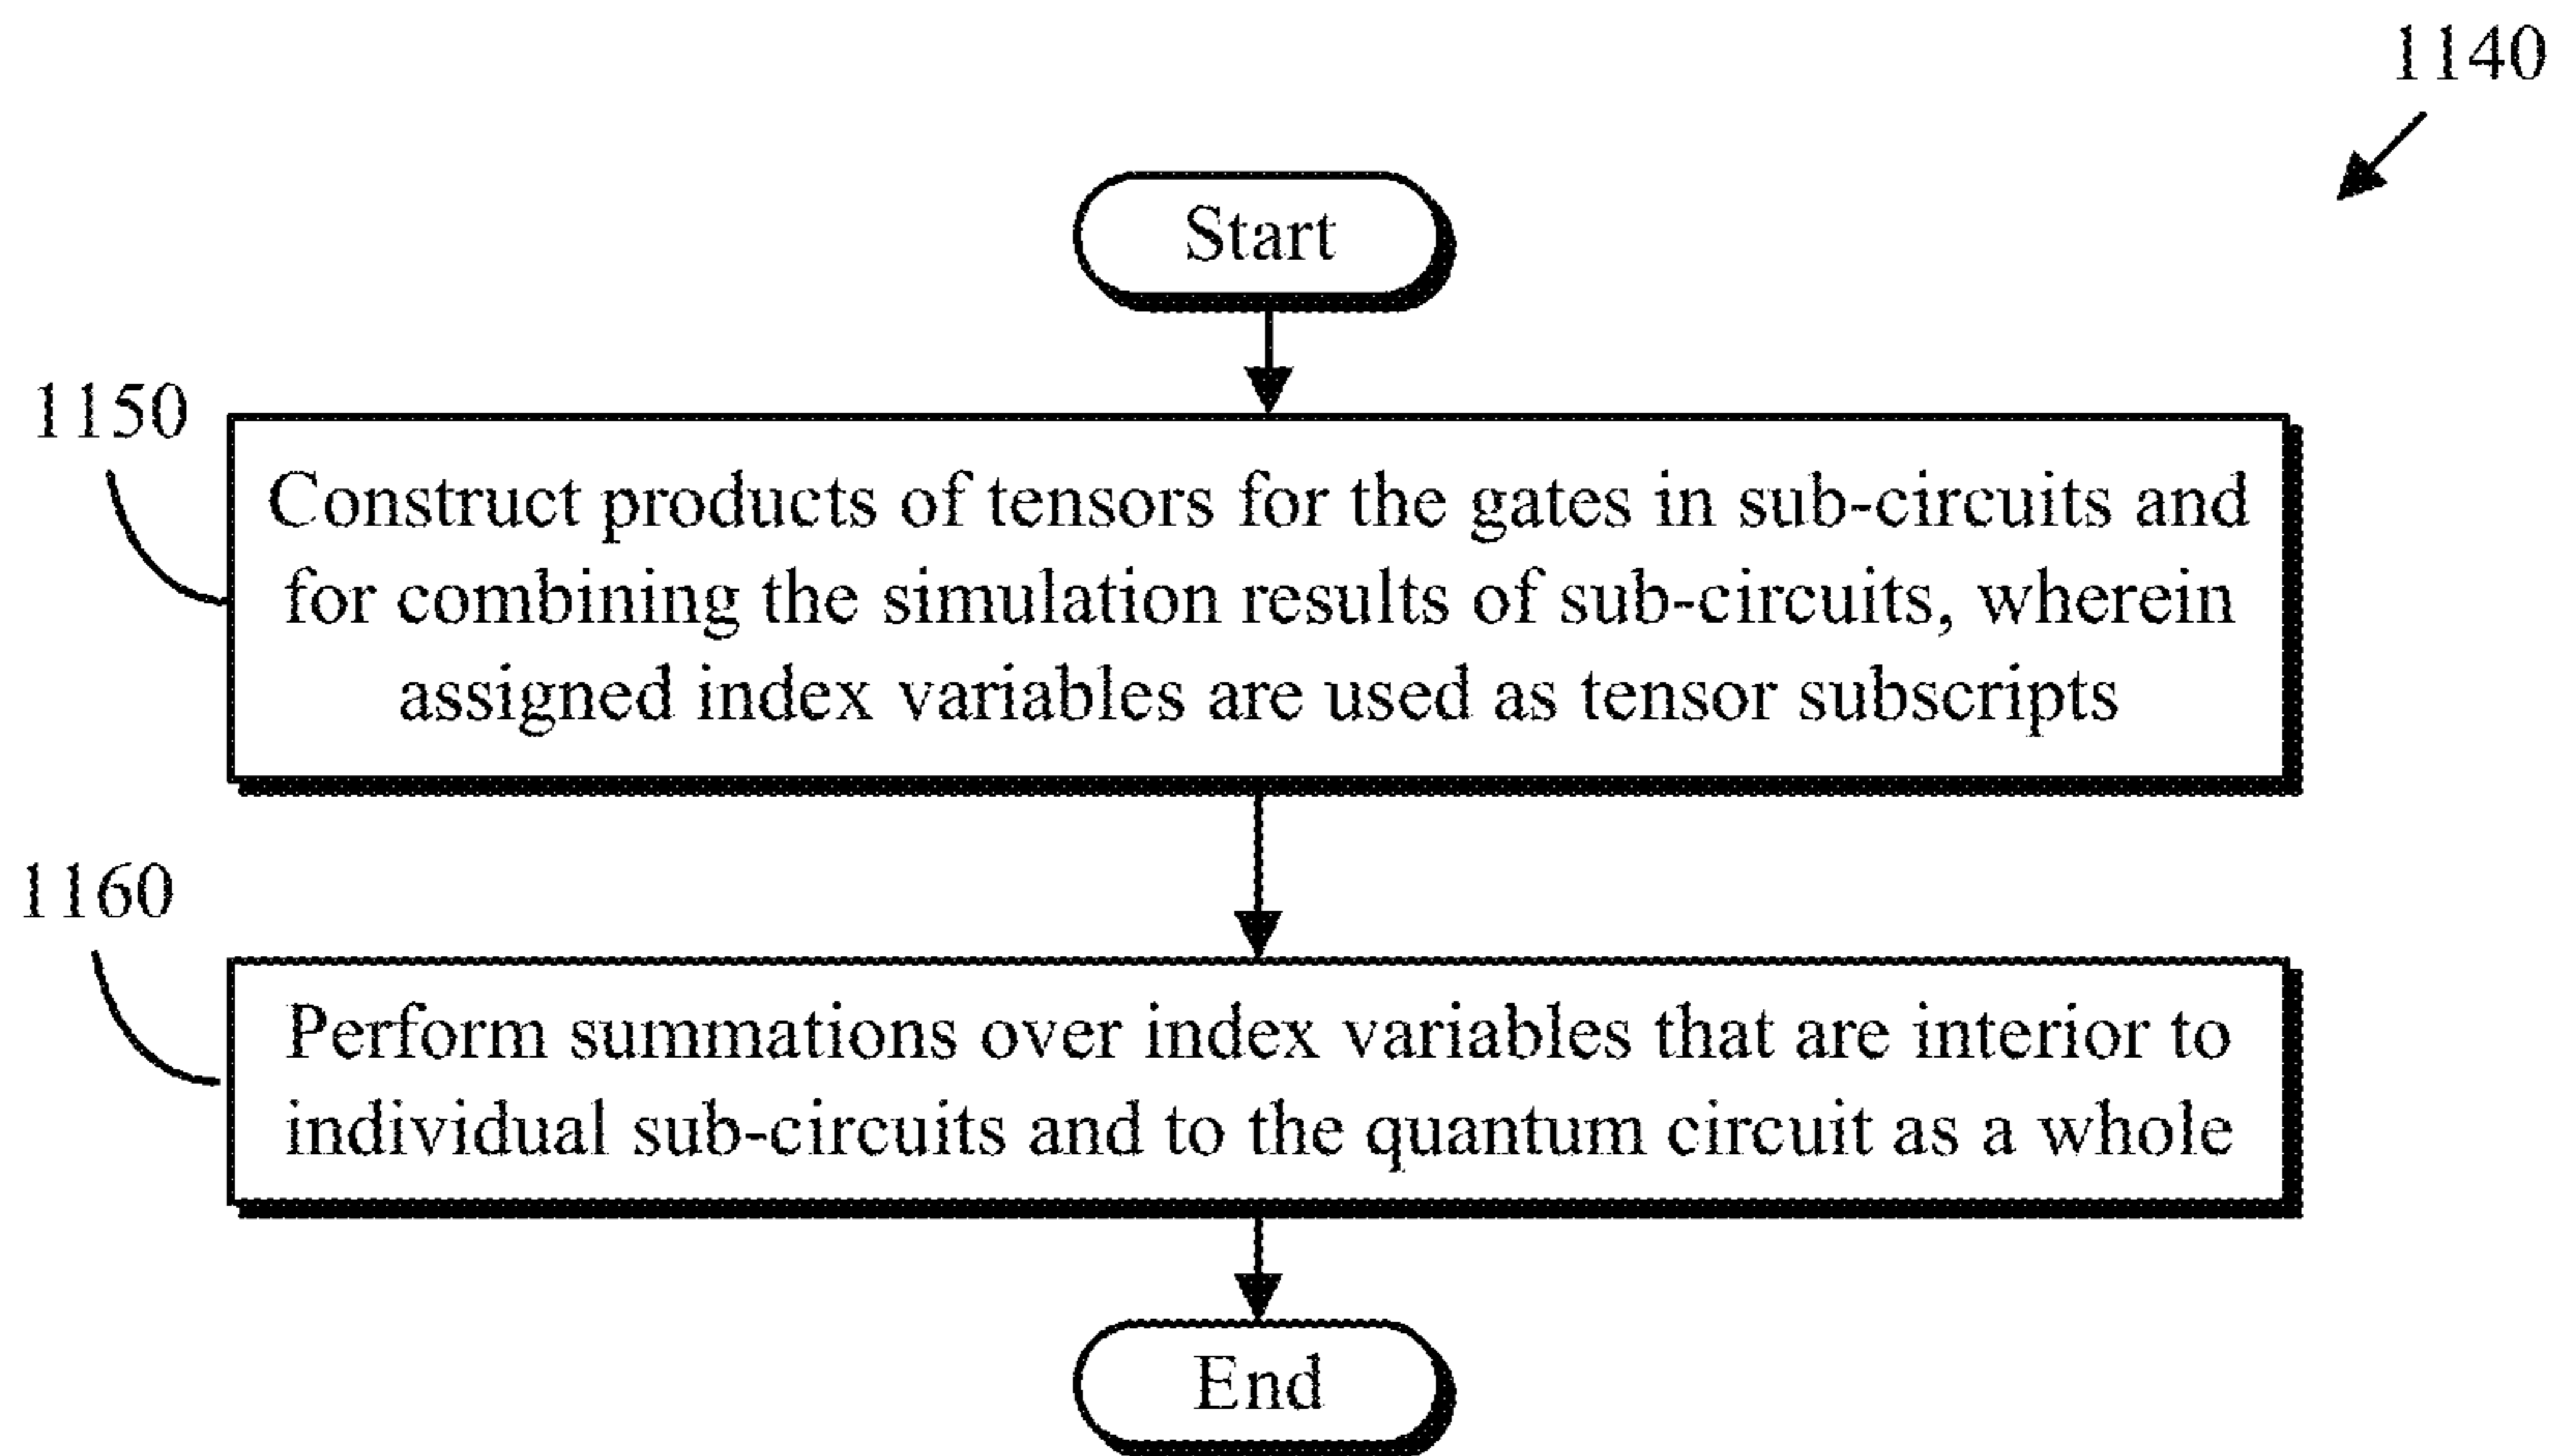 1140
Start
1150
Construct products of tensors for the gates in sub-circuits and
for combining the simulation results of sub-circuits, wherein
assigned index variables are used as tensor subscripts
1160
Perform summations over index variables that are interior to
individual sub-circuits and to the quantum circuit as a whole
End